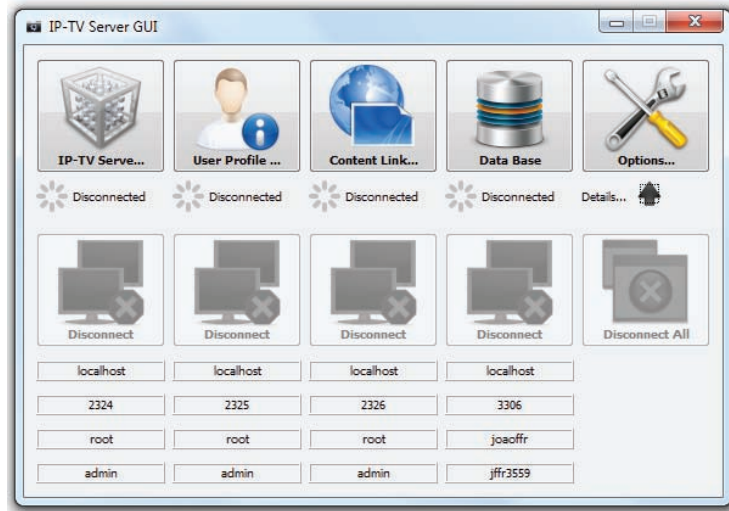 IP-TV Server GUI
IP-TV Serve... User Profile ... Content Link... Data Base Options...
Disconnected Disconnected Disconnected Disconnected Details...
Disconnect Disconnect Disconnect Disconnect Disconnect All
localhost localhost localhost localhost
2324 2325 2326 3306
root root root joaoffr
admin admin admin jffr3559